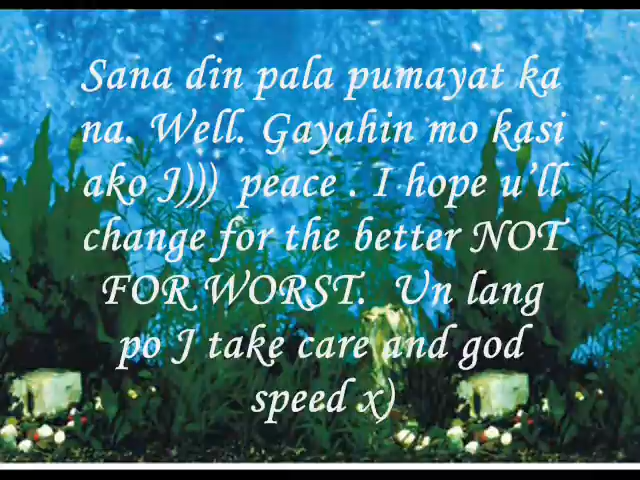 Sana din pala pumayat ka
na. Well. Gayahin mo kasi
ako J))) peace . I hope u’ll
change for the better NOT
FOR WORST. Un lang
po J take care and god
speed x)